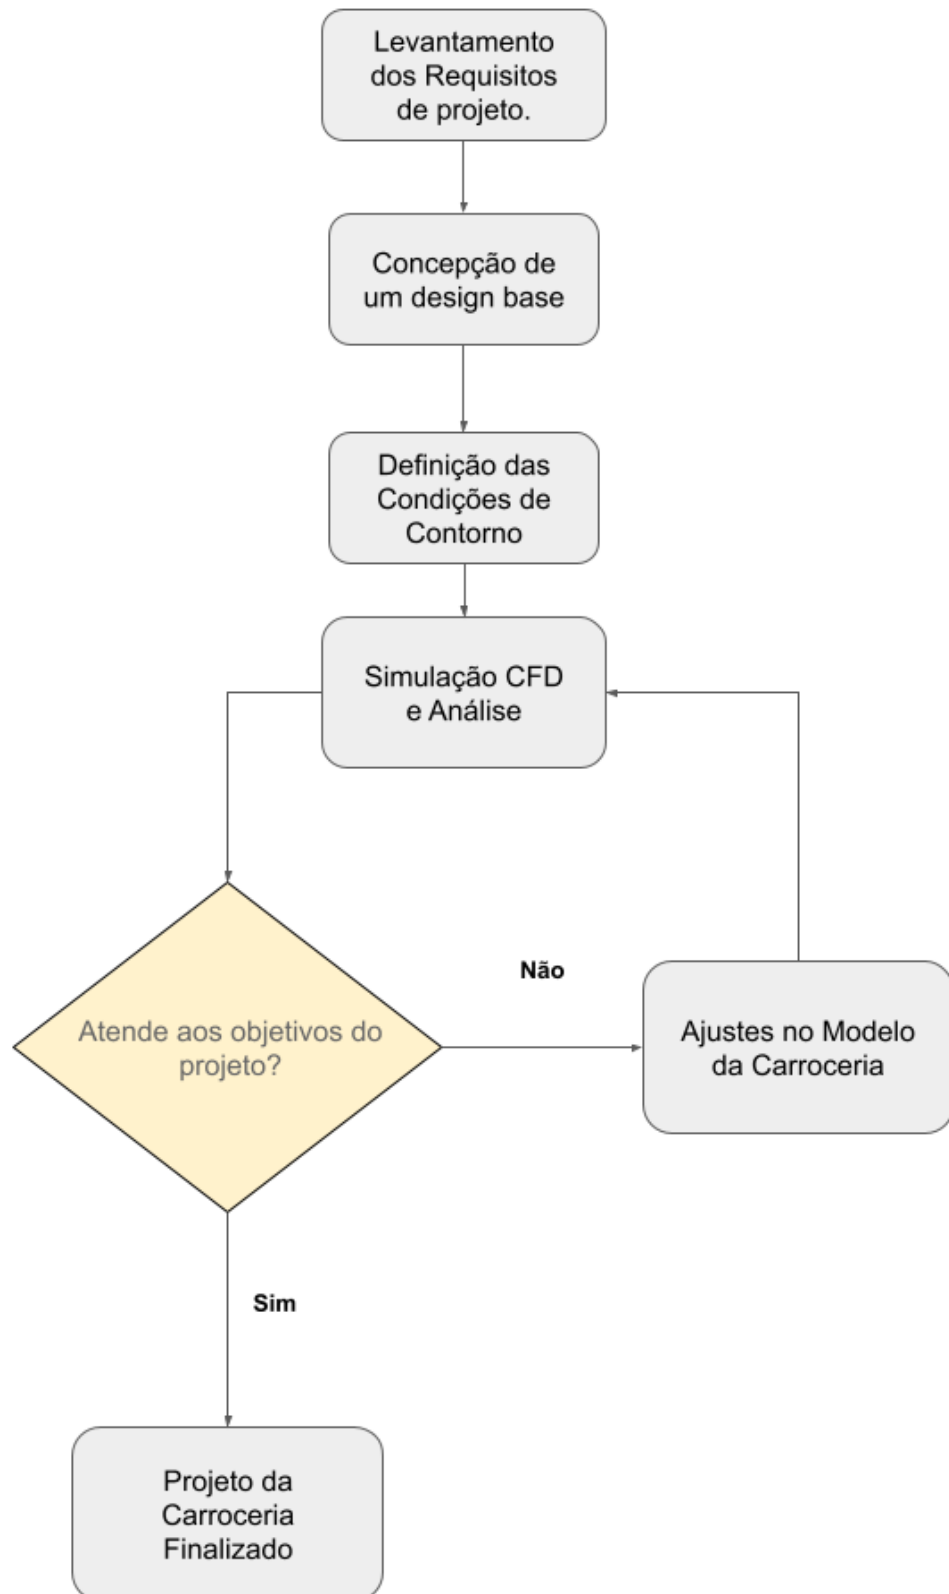 Levantamento
dos Requisitos
de projeto.
Concepção de
um design base
Definição das
Condições de
Contorno
Simulação CFD
e Análise
Não
Atende aos objetivos do
projeto?
Ajustes no Modelo
da Carroceria
Sim
Projeto da
Carroceria
Finalizado